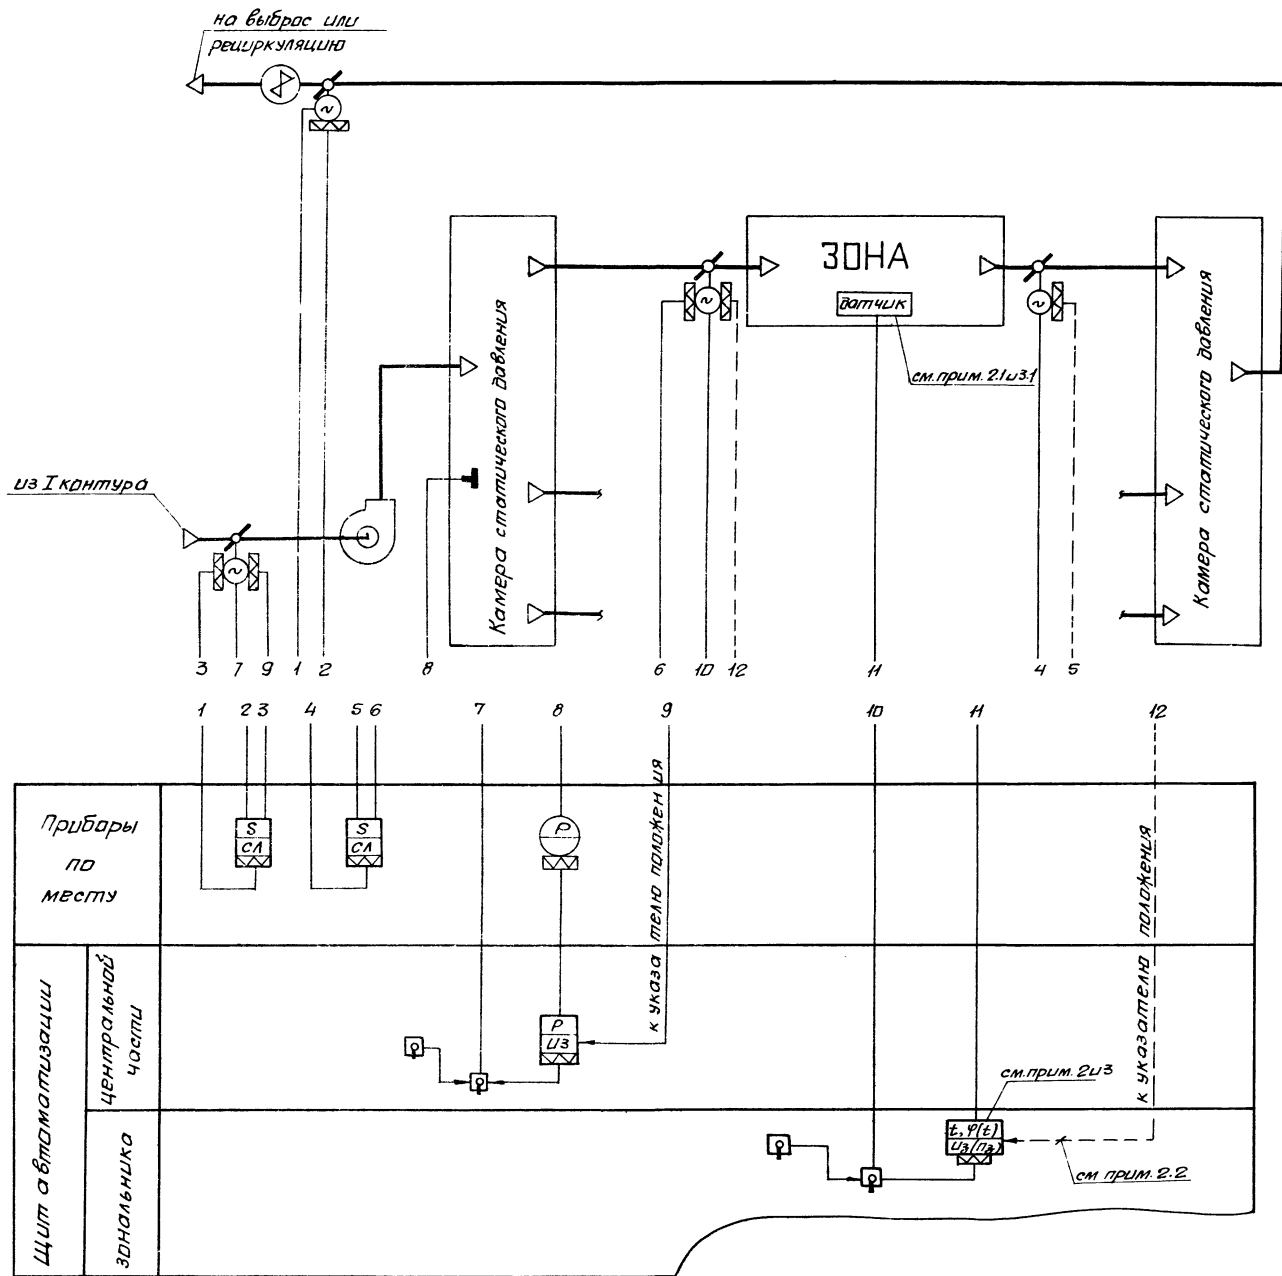 на выброс или
рециркуляцию
~
ЗОНА
~
~
датчик
см.прим. 2.1и3.1
Камера статического давления
Камера статического давления
из I контура
~
3 7 9 1 2 8 6 10 12 11 4 5
1 2 3 4 5 6 7 8 9 10 11 12
Прибары
по
месту
S
СЛ
S
СЛ
P
к указателю положения
к указателю положения
Щит автоматизации
центральной
части
P
ИЗ
см.прим. 2и3
зональника
t, φ(t)
Из(Пз)
см прим. 2.2